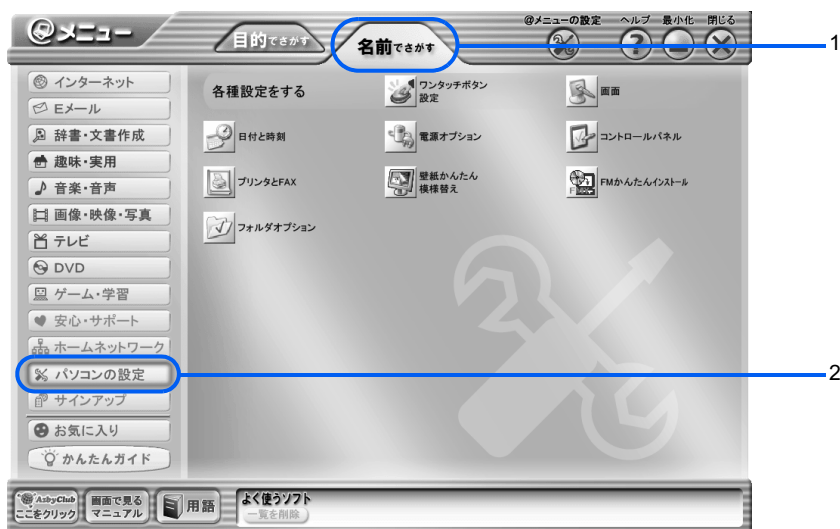 @メニュー
目的でさがす
名前でさがす
@メニューの設定 ヘルプ 最小化 閉じる
1
インターネット
Eメール
辞書・文書作成
趣味・実用
音楽・音声
画像・映像・写真
テレビ
DVD
ゲーム・学習
安心・サポート
ホームネットワーク
パソコンの設定
2
サインアップ
お気に入り
かんたんガイド
各種設定をする
ワンタッチボタン
設定
画面
日付と時刻
電源オプション
コントロールパネル
プリンタとFAX
壁紙かんたん
模様替え
FMかんたんインストール
フォルダオプション
@AzbyClub
ここをクリック
画面で見る
マニュアル
用語
よく使うソフト
一覧を削除